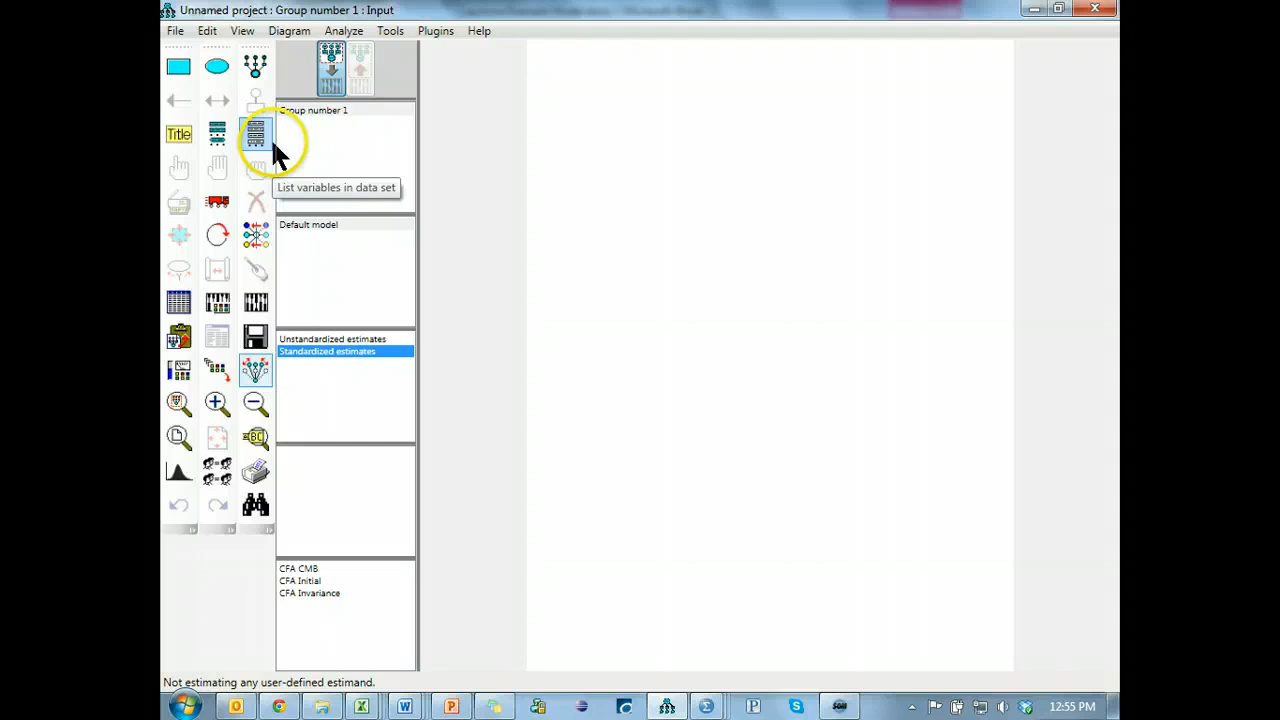 Unnamed project : Group number 1 : Input
File Edit View Diagram Analyze Tools Plugins Help
Group number 1
Title
List variables in data set
Default model
Unstandardized estimates
Standardized estimates
CFA CMB
CFA Initial
CFA Invariance
Not estimating any user-defined estimand.
12:55 PM